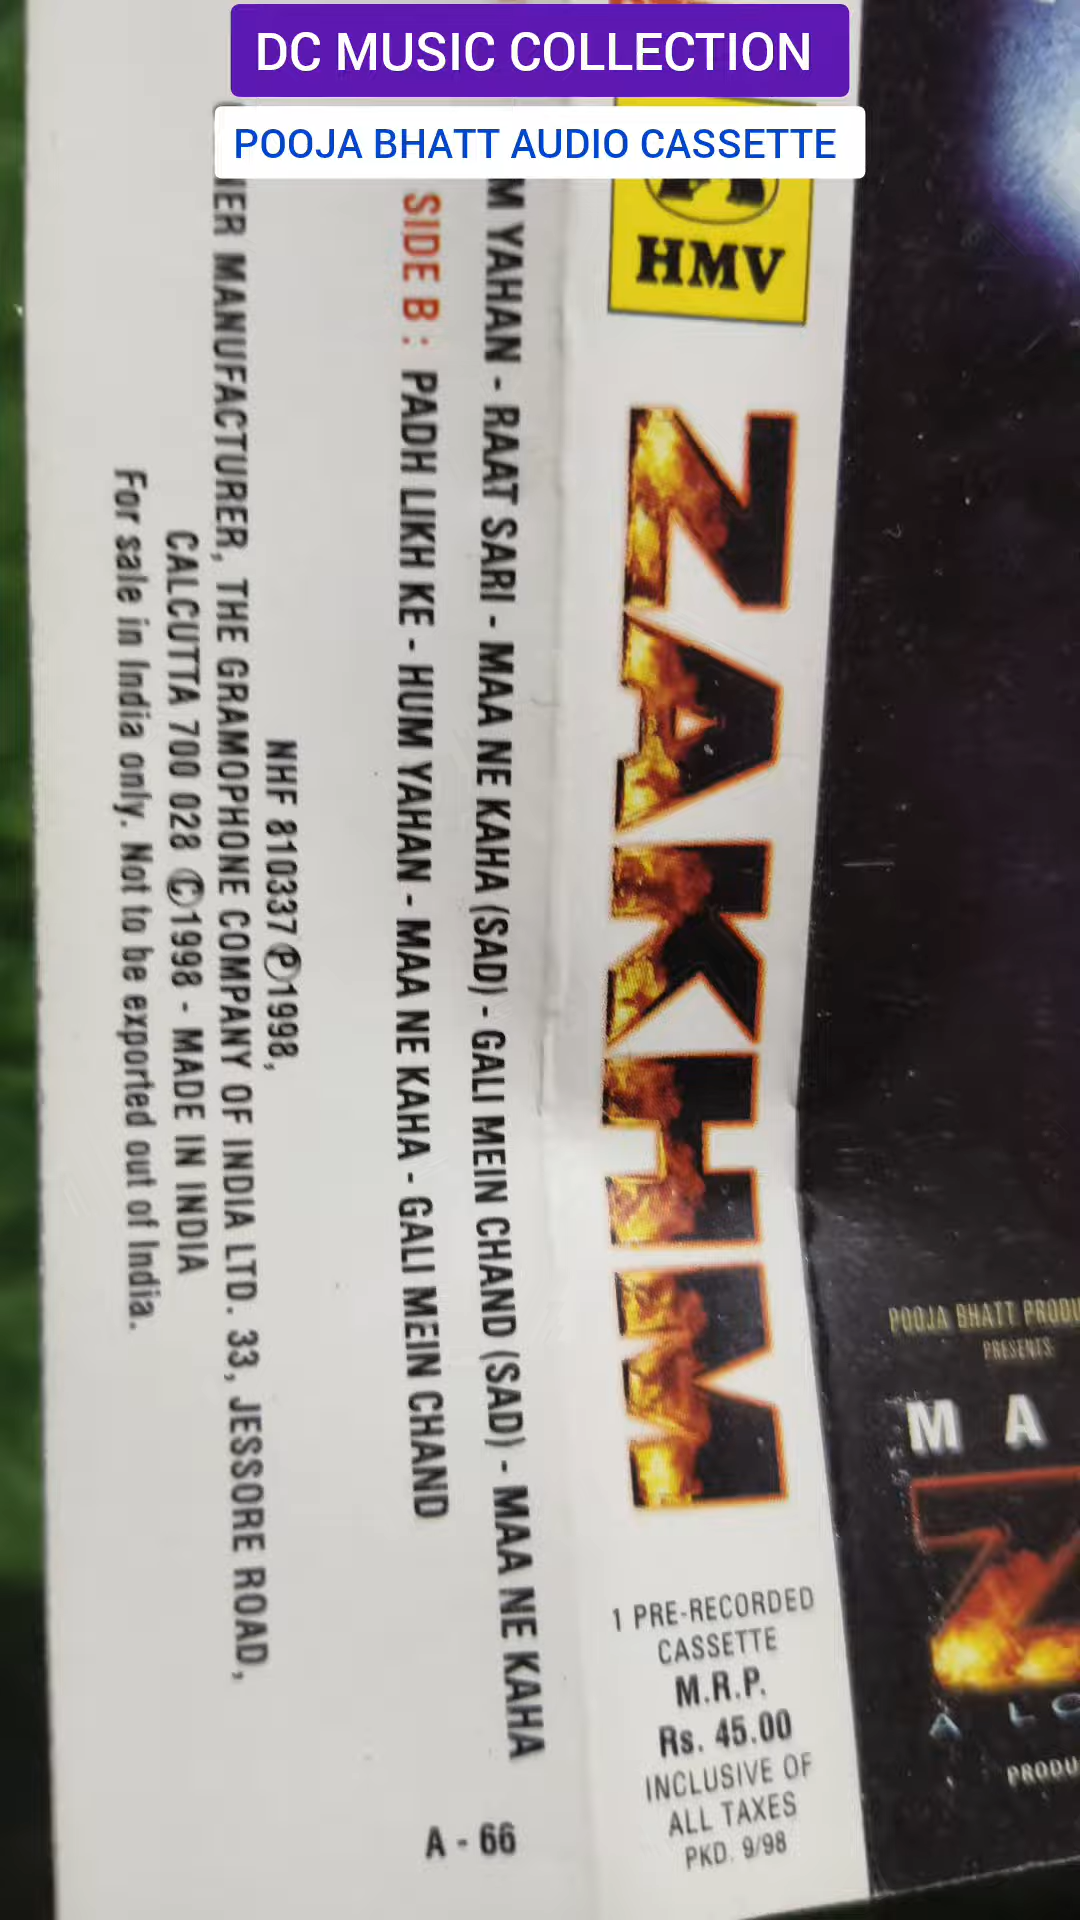 DC MUSIC COLLECTION
POOJA BHATT AUDIO CASSETTE
HMV
ZAKHM
1 PRE-RECORDED
CASSETTE
M.R.P.
Rs. 45.00
INCLUSIVE OF
ALL TAXES
PKD. 9/98
YAHAN - RAAT SARI - MAA NE KAHA (SAD) - GALI MEIN CHAND (SAD) - MAA NE KAHA
SIDE B : PADH LIKH KE - HUM YAHAN - MAA NE KAHA - GALI MEIN CHAND
A - 66
NHF 810337 ℗1998,
MANUFACTURER, THE GRAMOPHONE COMPANY OF INDIA LTD. 33, JESSORE ROAD,
CALCUTTA 700 028 ©1998 - MADE IN INDIA
For sale in India only. Not to be exported out of India.
POOJA BHATT
PRESENTS
M A
Z
A